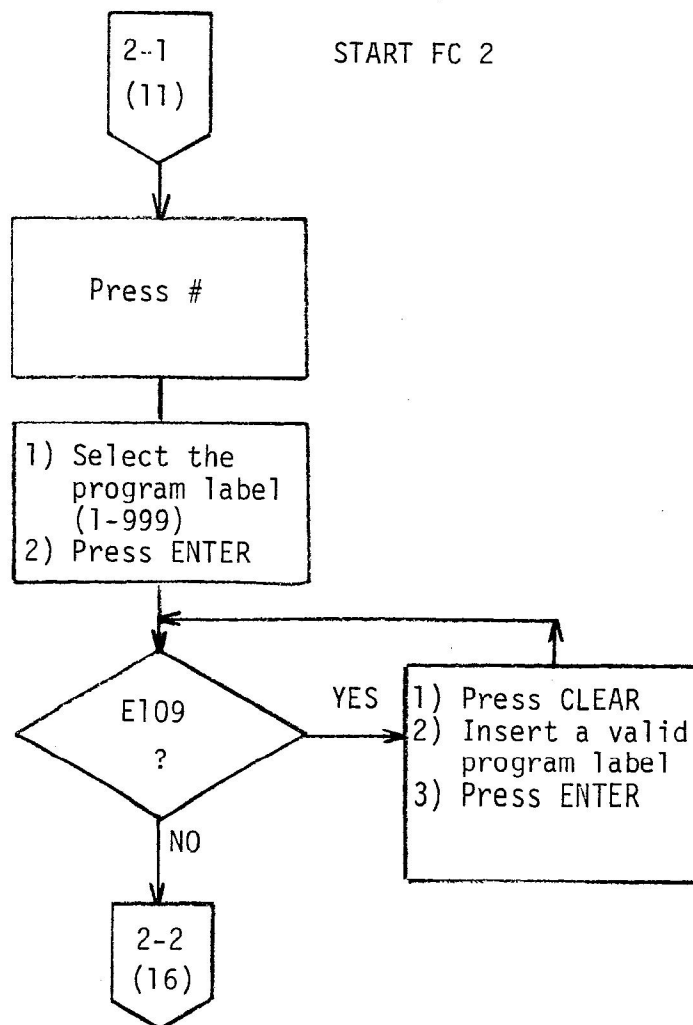 2-1
(11)
START FC 2
Press #
1) Select the
program label
(1-999)
2) Press ENTER
E109
?
YES
1) Press CLEAR
2) Insert a valid
program label
3) Press ENTER
NO
2-2
(16)